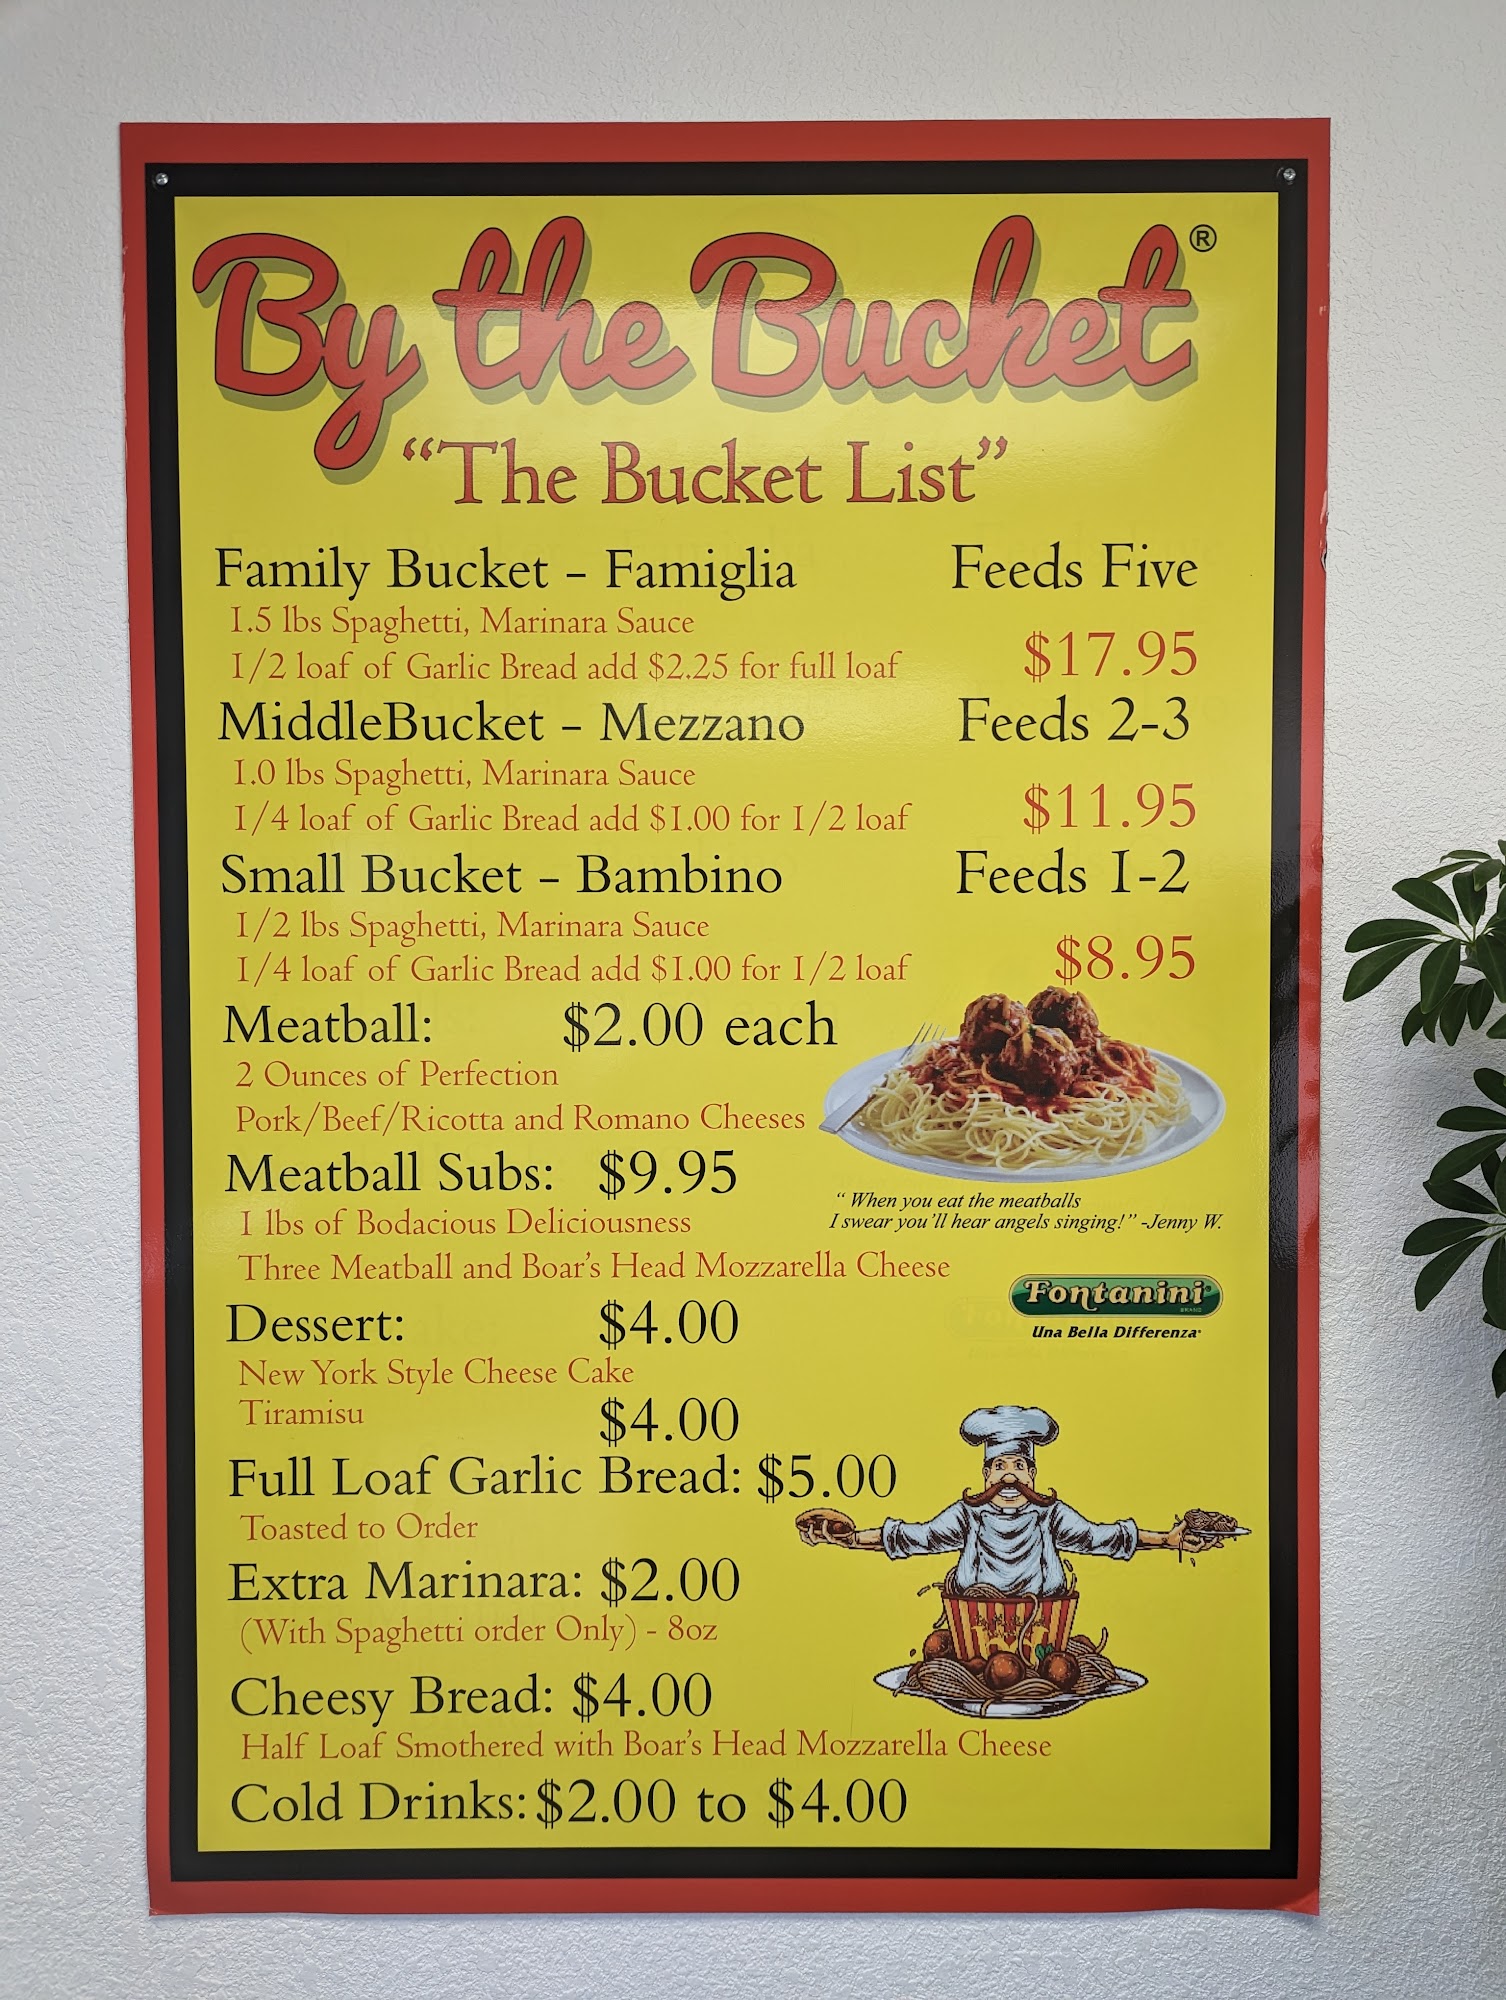 By the Bucket®
“The Bucket List”
Family Bucket - Famiglia Feeds Five
1.5 lbs Spaghetti, Marinara Sauce
1/2 loaf of Garlic Bread add $2.25 for full loaf $17.95
MiddleBucket - Mezzano Feeds 2-3
1.0 lbs Spaghetti, Marinara Sauce
1/4 loaf of Garlic Bread add $1.00 for 1/2 loaf $11.95
Small Bucket - Bambino Feeds 1-2
1/2 lbs Spaghetti, Marinara Sauce
1/4 loaf of Garlic Bread add $1.00 for 1/2 loaf $8.95
Meatball: $2.00 each
2 Ounces of Perfection
Pork/Beef/Ricotta and Romano Cheeses
Meatball Subs: $9.95
1 lbs of Bodacious Deliciousness
Three Meatball and Boar's Head Mozzarella Cheese
“ When you eat the meatballs
I swear you'll hear angels singing!” -Jenny W.
Fontanini
BRAND
Una Bella Differenza
Dessert: $4.00
New York Style Cheese Cake
Tiramisu $4.00
Full Loaf Garlic Bread: $5.00
Toasted to Order
Extra Marinara: $2.00
(With Spaghetti order Only) - 8oz
Cheesy Bread: $4.00
Half Loaf Smothered with Boar's Head Mozzarella Cheese
Cold Drinks: $2.00 to $4.00